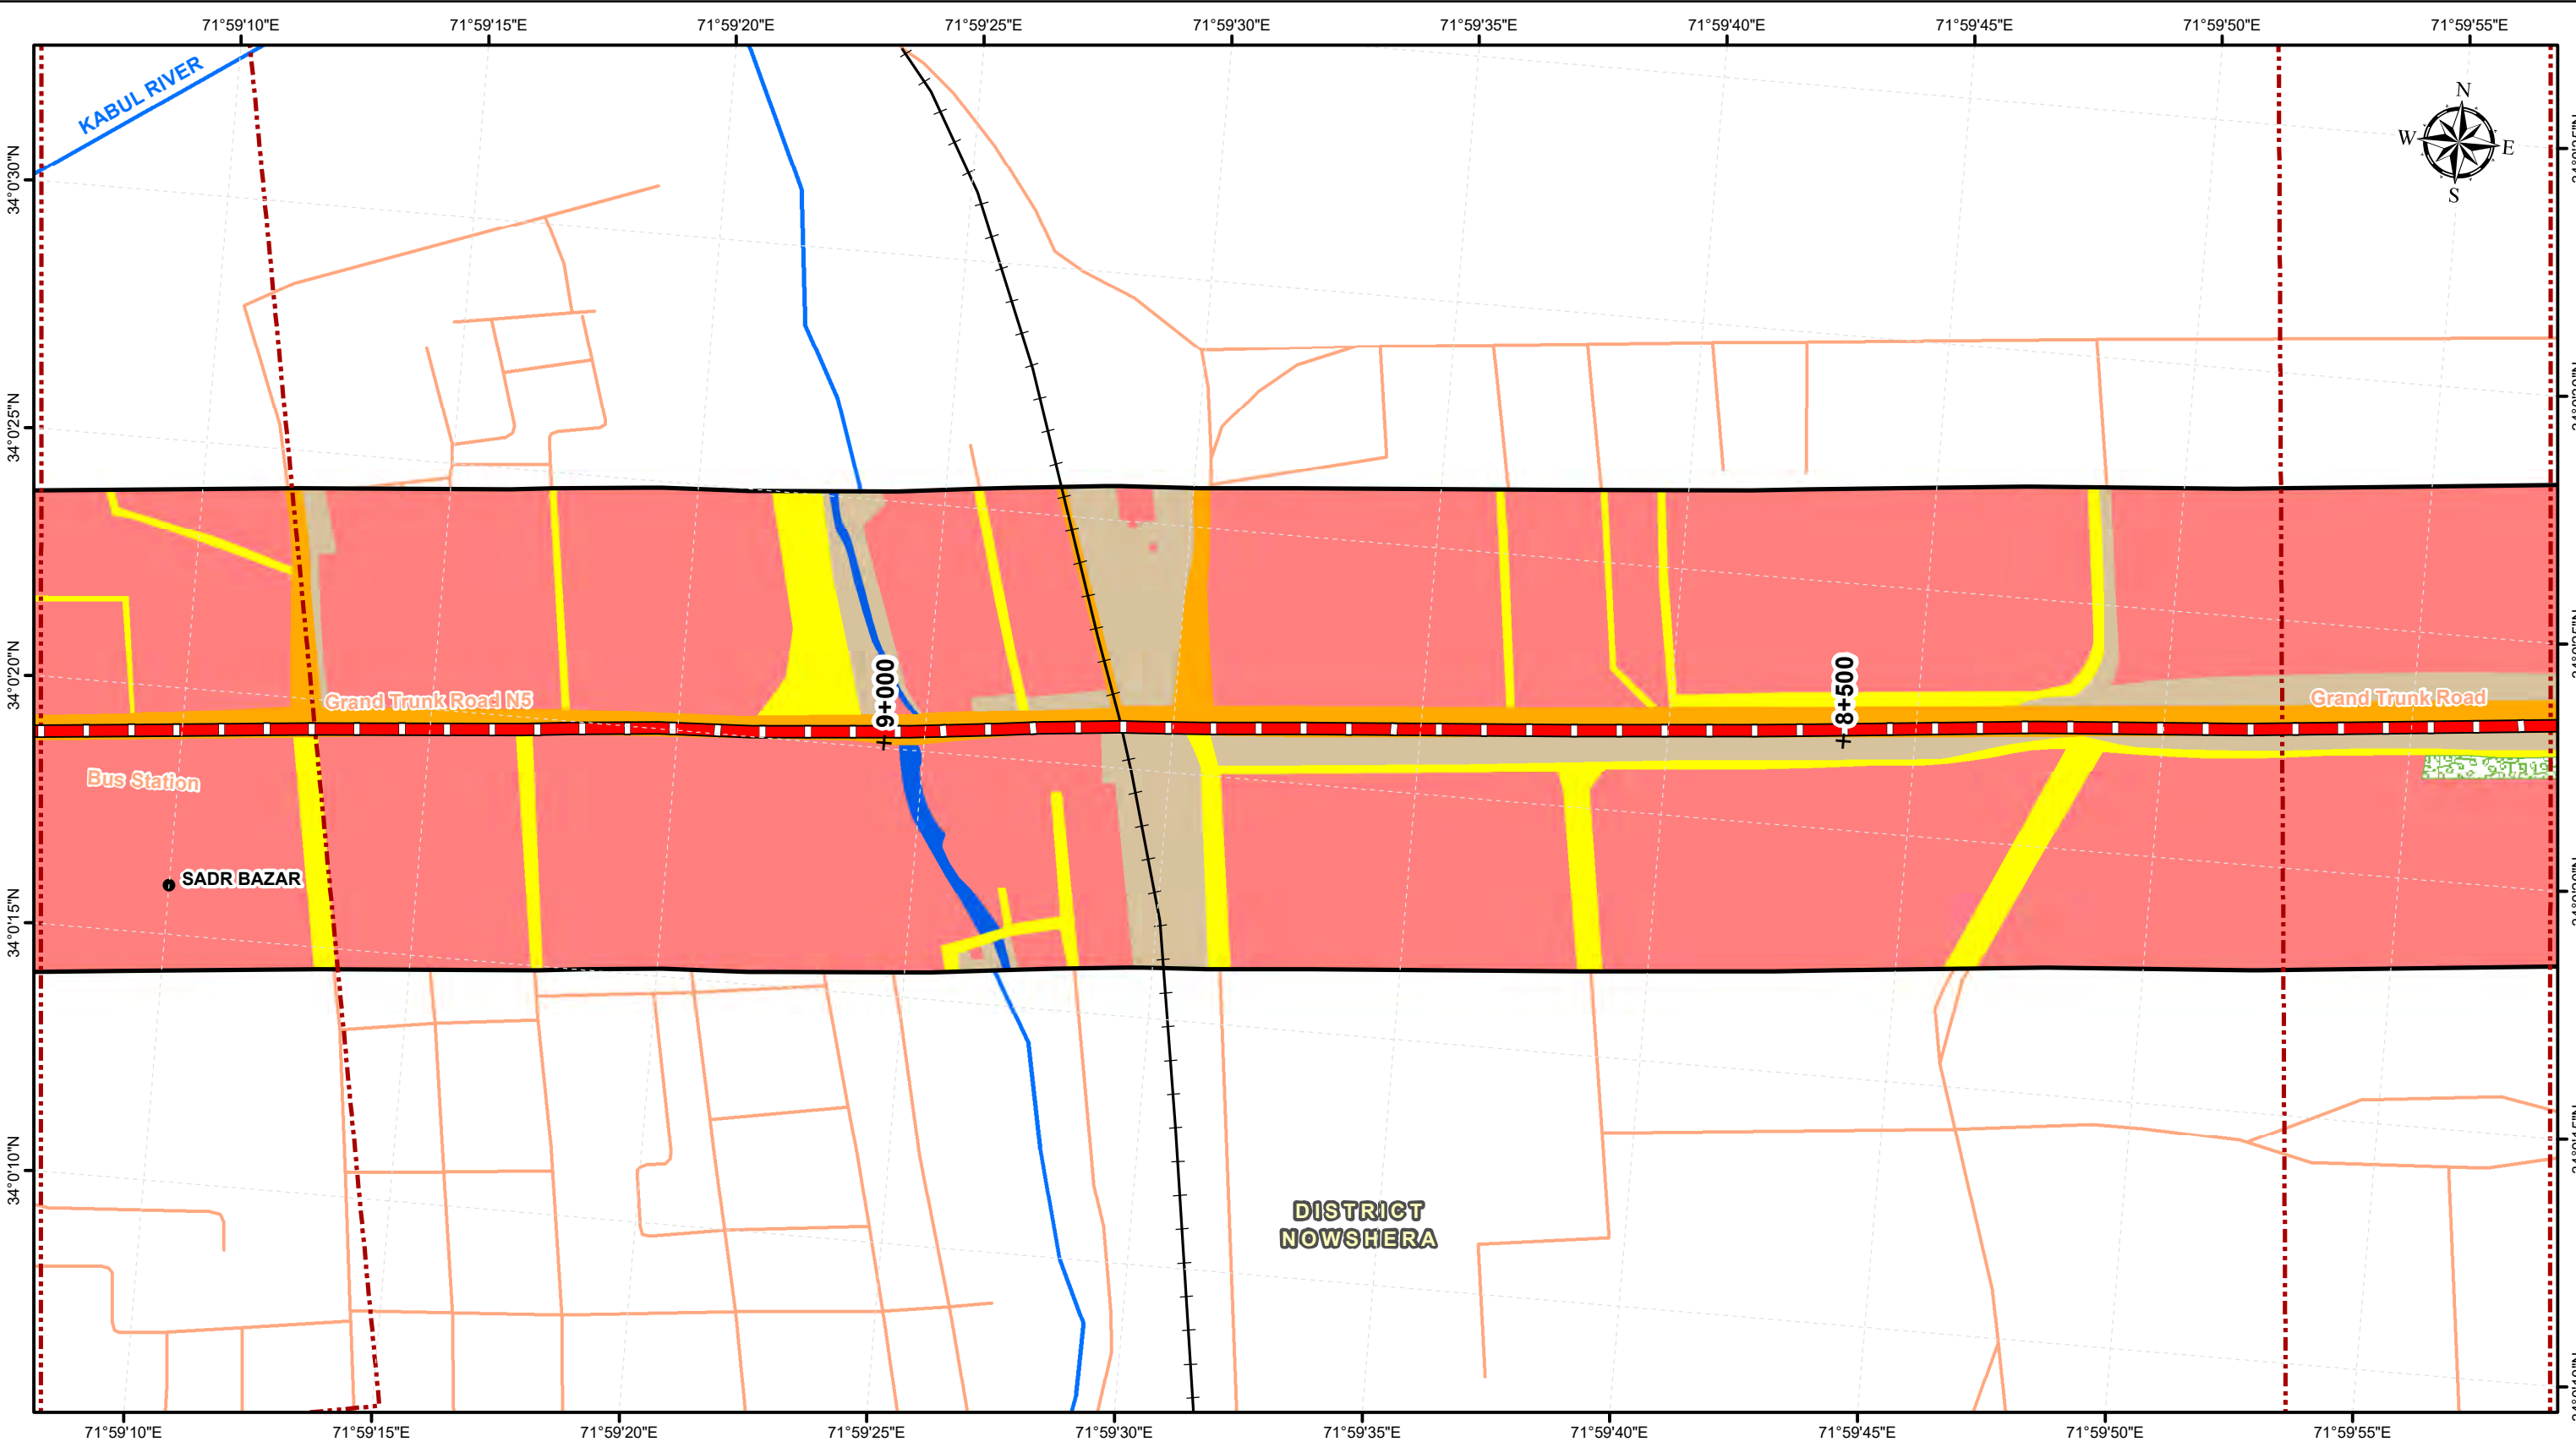 71°59'10"E
71°59'15"E
71°59'20"E
71°59'25"E
71°59'30"E
71°59'35"E
71°59'40"E
71°59'45"E
71°59'50"E
71°59'55"E
KABUL RIVER
N
W
E
S
34°0'30"N
34°0'25"N
34°0'20"N
34°0'15"N
34°0'10"N
Grand Trunk Road N5
9+000
8+500
Grand Trunk Road
Bus Station
SADR BAZAR
DISTRICT
NOWSHERA
71°59'10"E
71°59'15"E
71°59'20"E
71°59'25"E
71°59'30"E
71°59'35"E
71°59'40"E
71°59'45"E
71°59'50"E
71°59'55"E